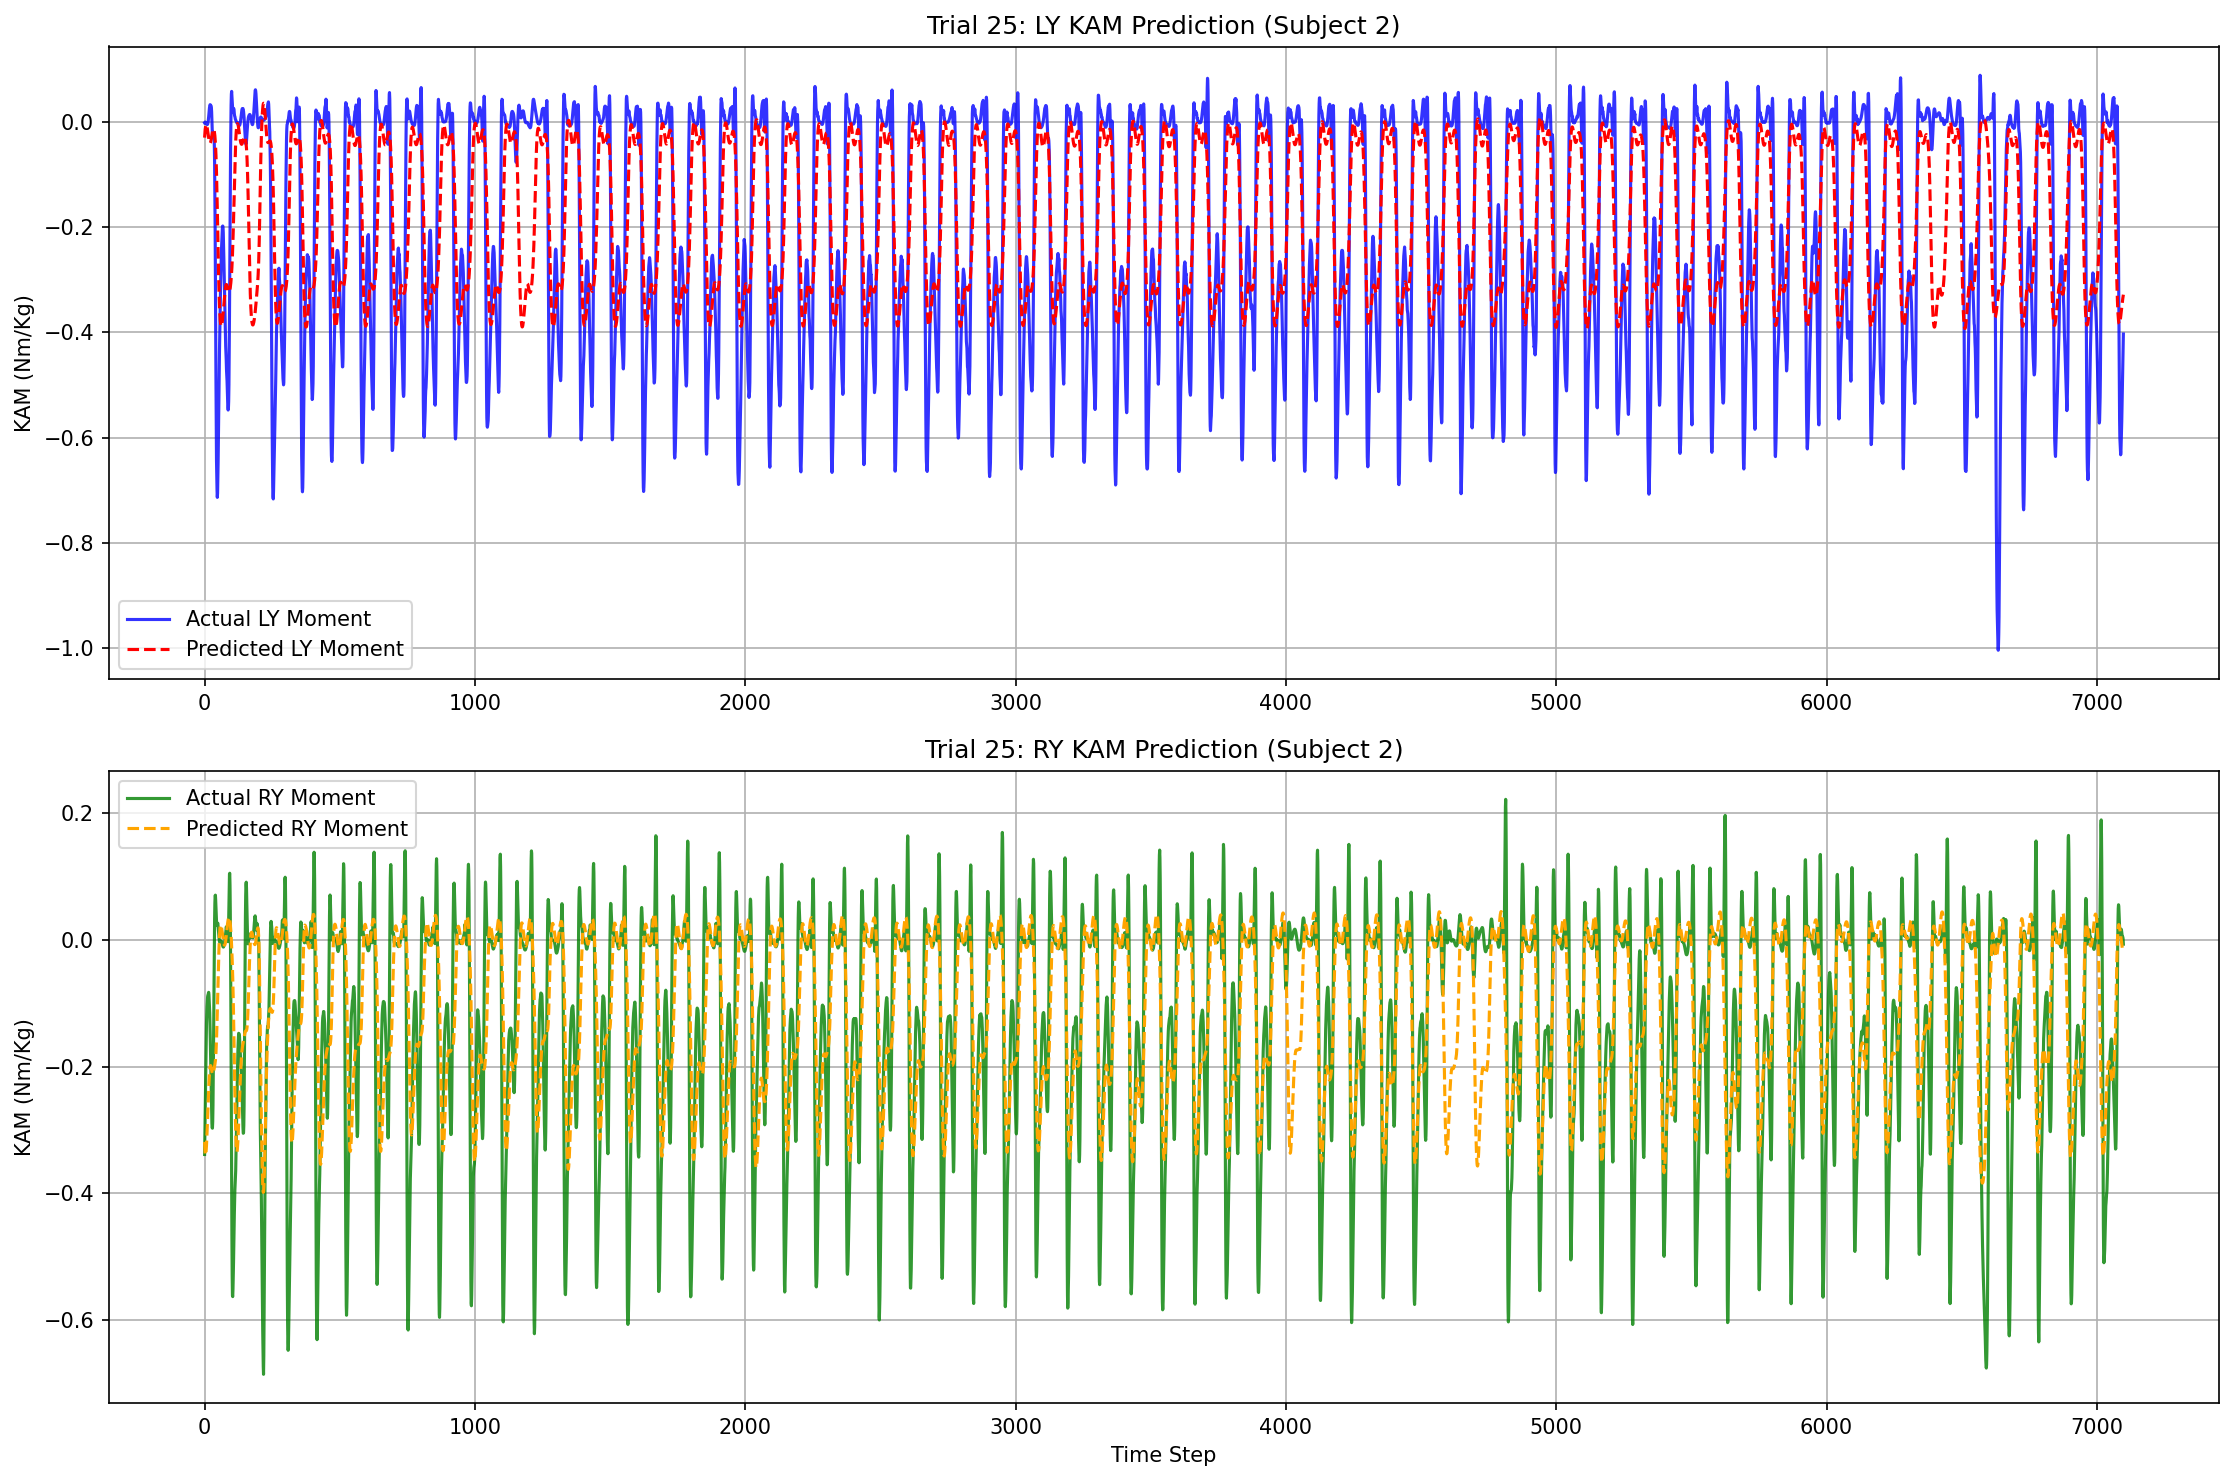 Trial 25: LY KAM Prediction (Subject 2)
KAM (Nm/Kg)
0.0
−0.2
−0.4
−0.6
−0.8
−1.0
Actual LY Moment
Predicted LY Moment
0 1000 2000 3000 4000 5000 6000 7000
Trial 25: RY KAM Prediction (Subject 2)
Actual RY Moment
Predicted RY Moment
KAM (Nm/Kg)
0.2
0.0
−0.2
−0.4
−0.6
0 1000 2000 3000 4000 5000 6000 7000
Time Step